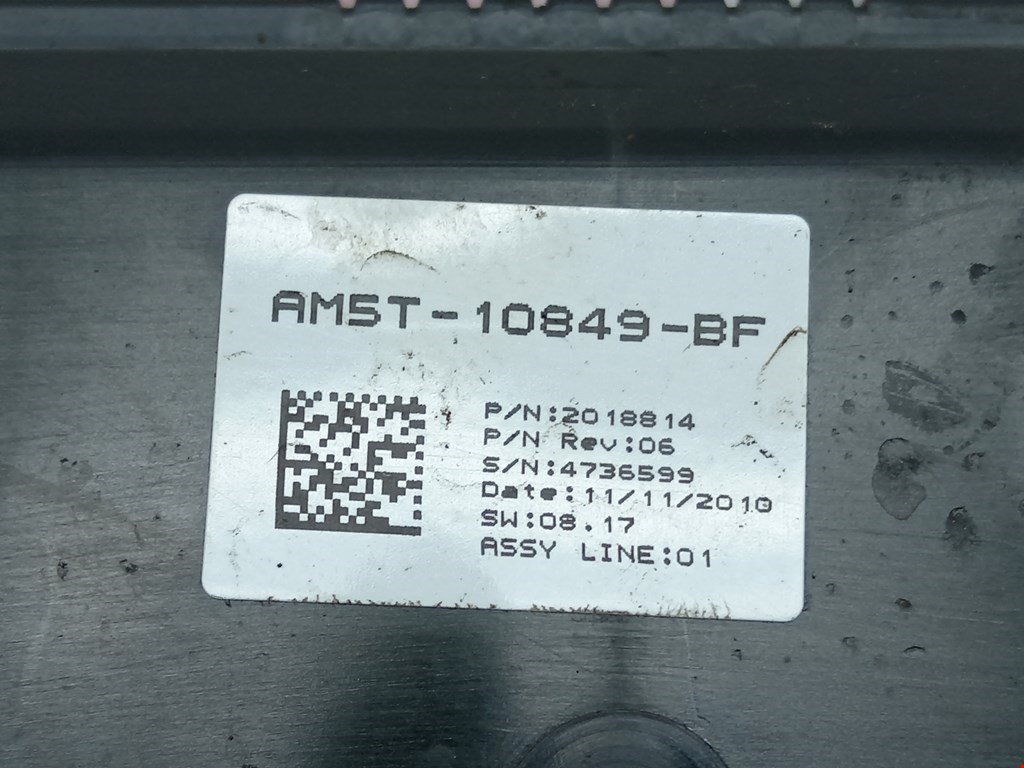 AM5T-10849-BF
P/N:2018814
P/N Rev:06
S/N:4736599
Date:11/11/2010
SW:08.17
ASSY LINE:01